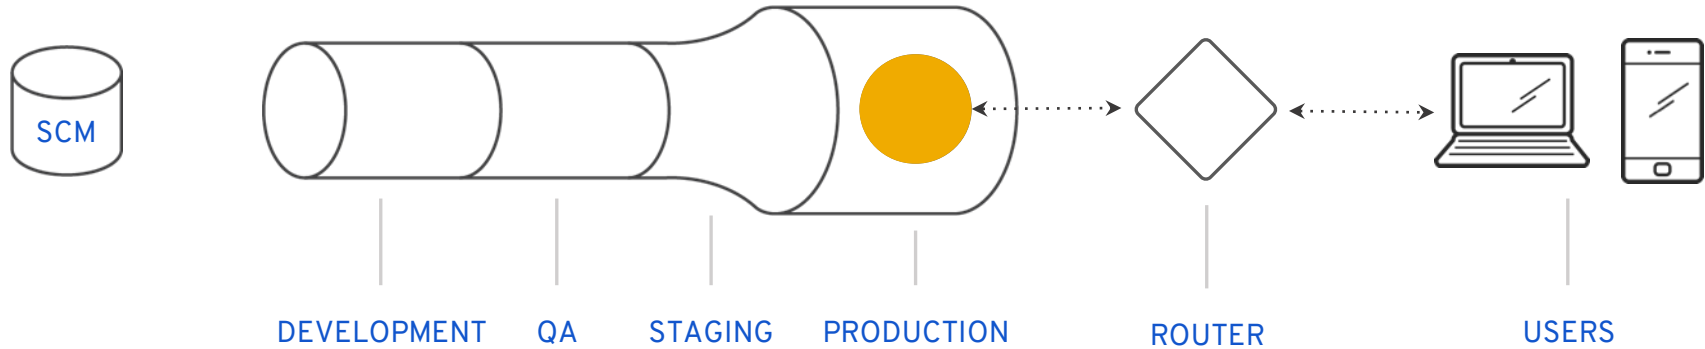 SCM
DEVELOPMENT
QA
STAGING
PRODUCTION
ROUTER
USERS